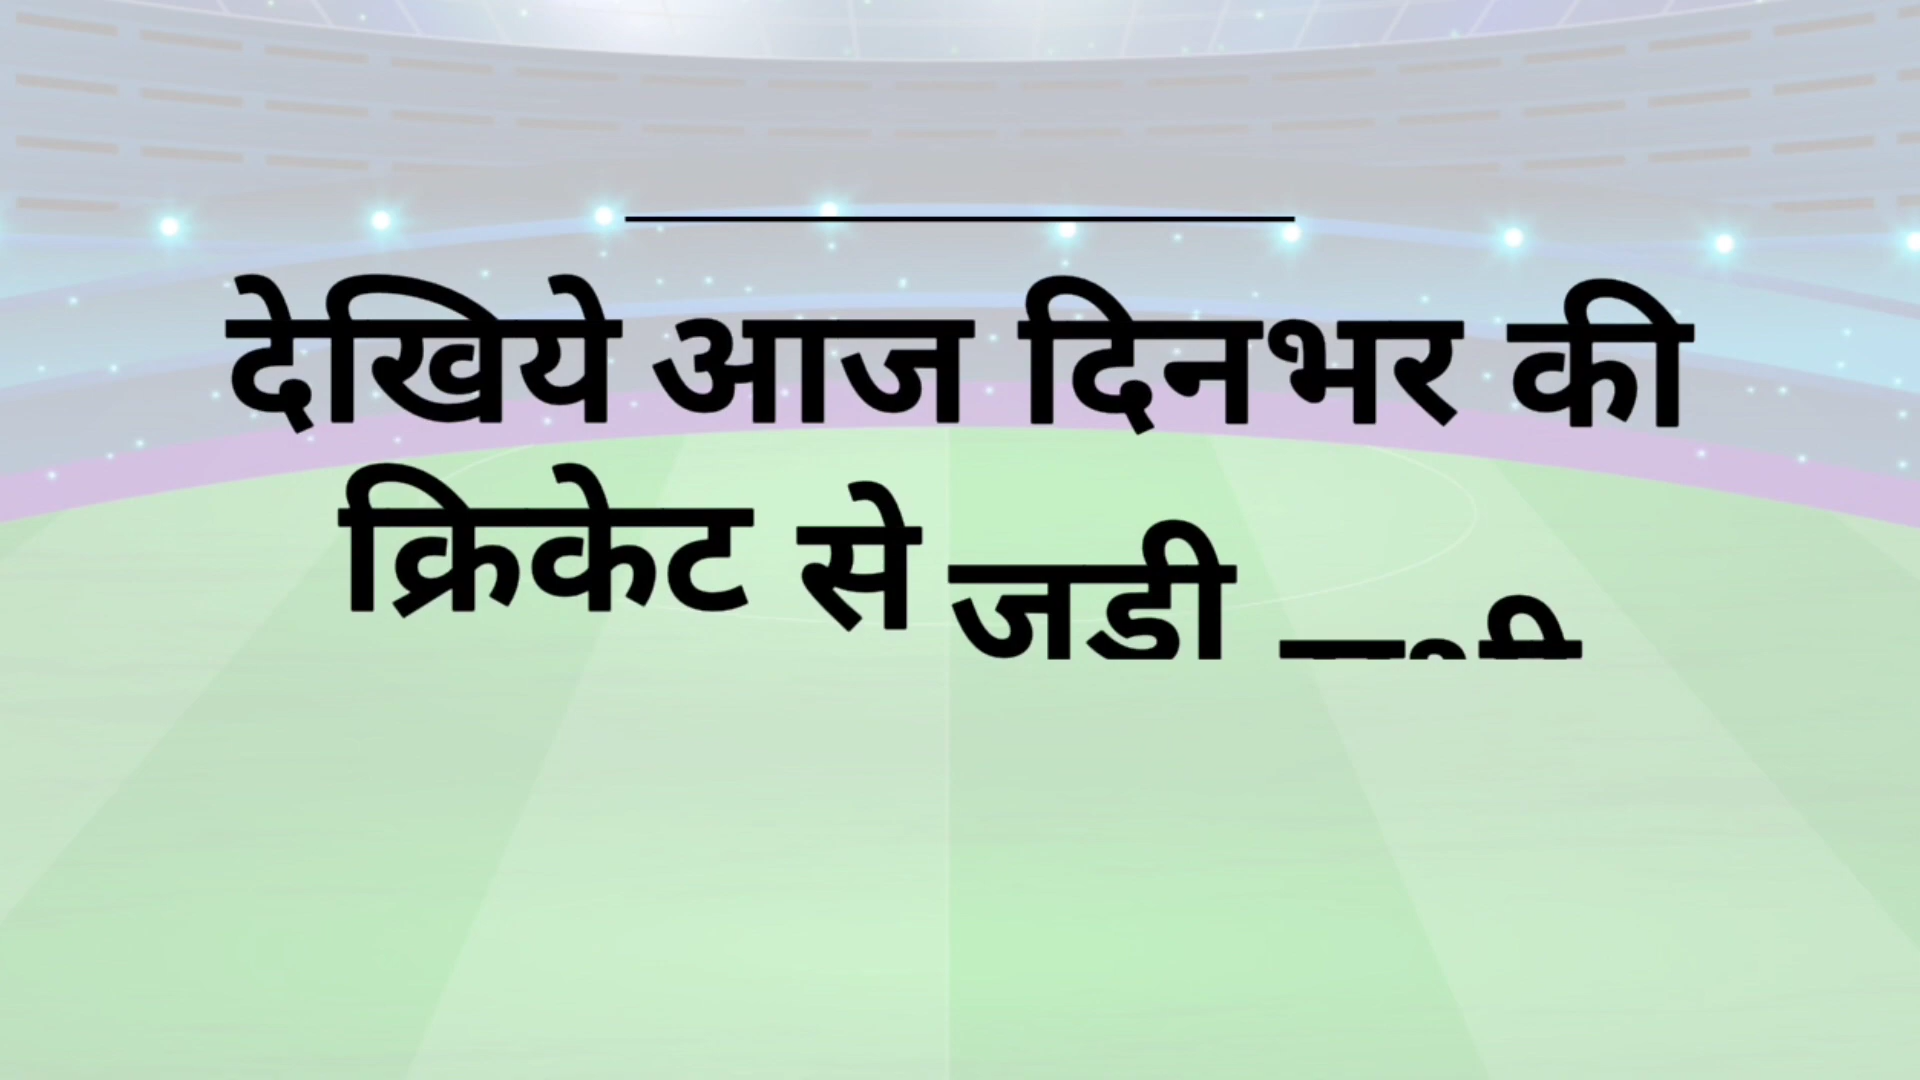 देखिये आज दिनभर की
क्रिकेट से जडी